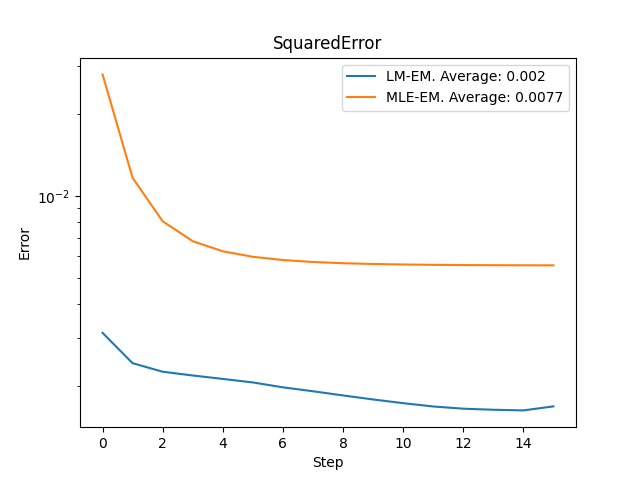 SquaredError
LM-EM. Average: 0.002
MLE-EM. Average: 0.0077
10⁻²
Error
0 2 4 6 8 10 12 14
Step